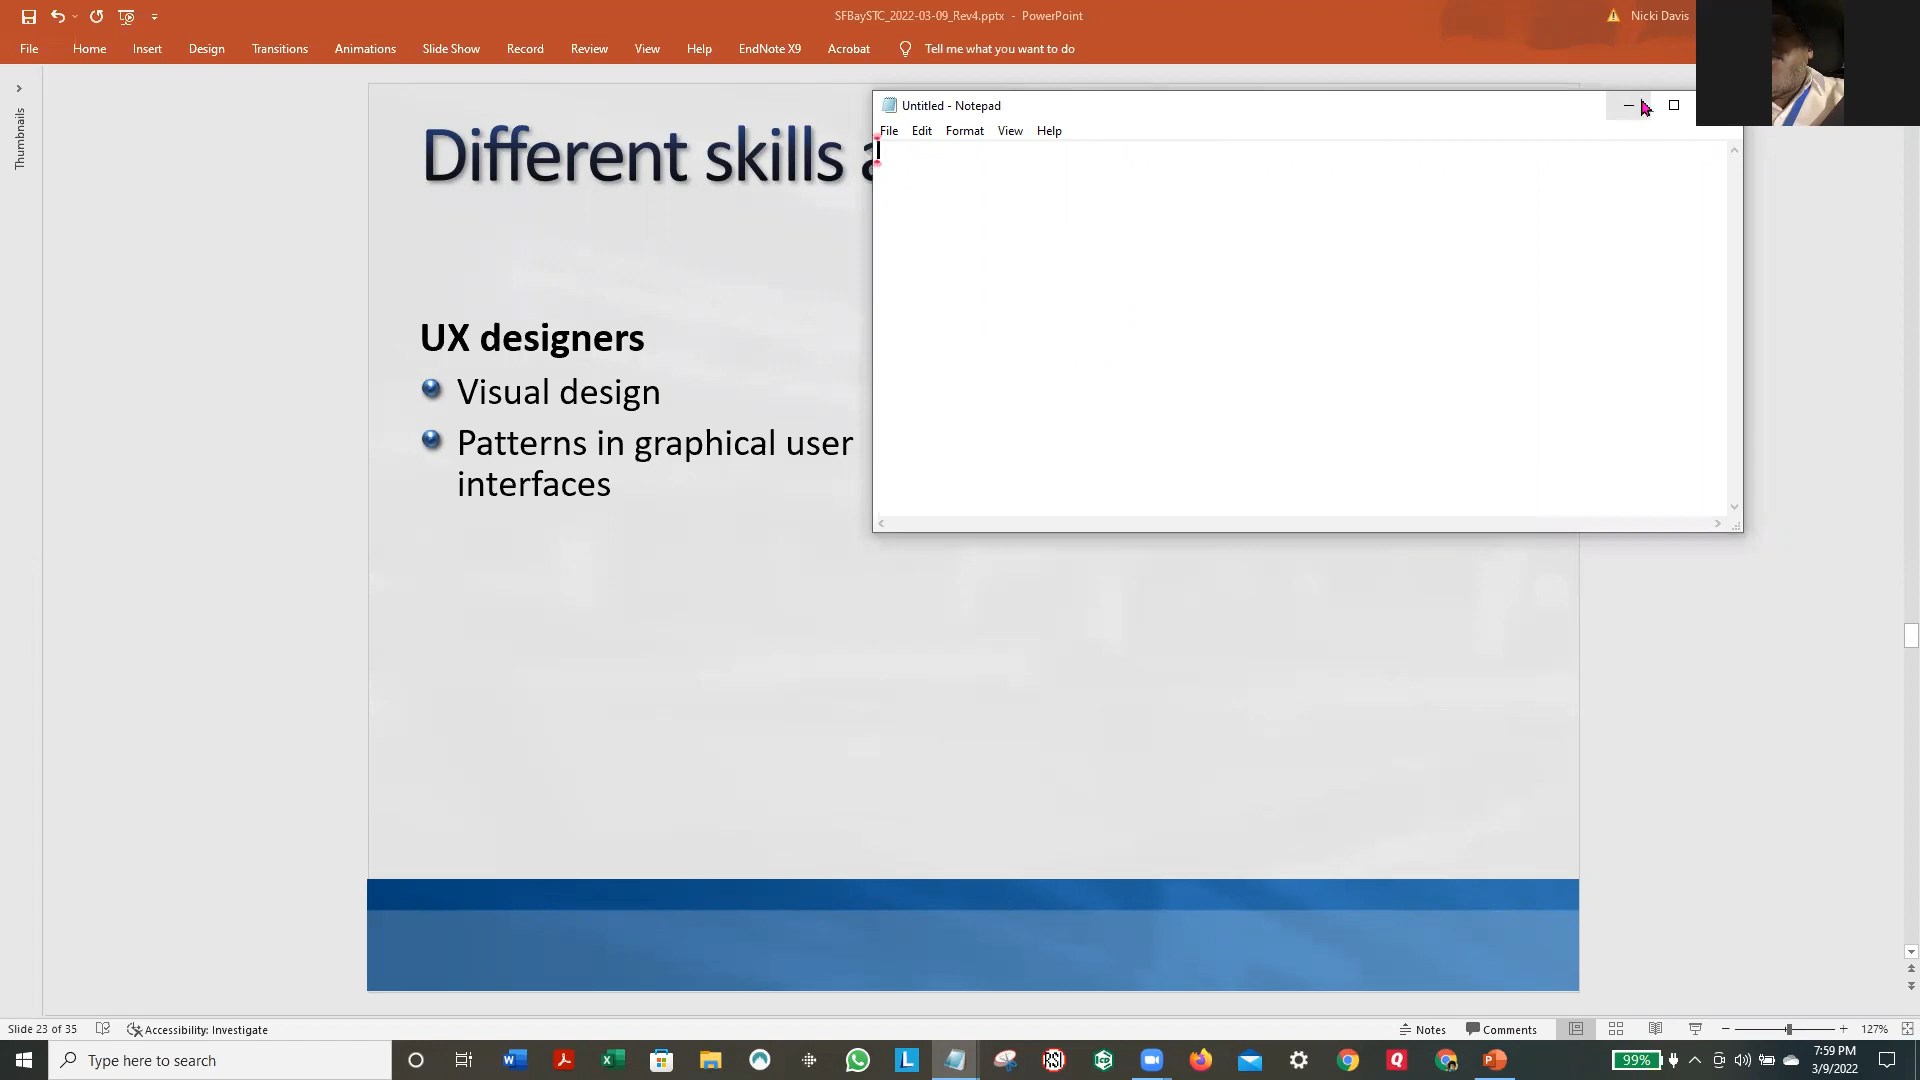 SFBaySTC_2022-03-09_Rev4.pptx - PowerPoint
Nicki Davis
File Home Insert Design Transitions Animations Slide Show Record Review View Help EndNote X9 Acrobat Tell me what you want to do
Thumbnails
Untitled - Notepad
File Edit Format View Help
Different skills
UX designers
Visual design
Patterns in graphical user
interfaces
Slide 23 of 35 Accessibility: Investigate Notes Comments 127%
Type here to search
99%
7:59 PM
3/9/2022